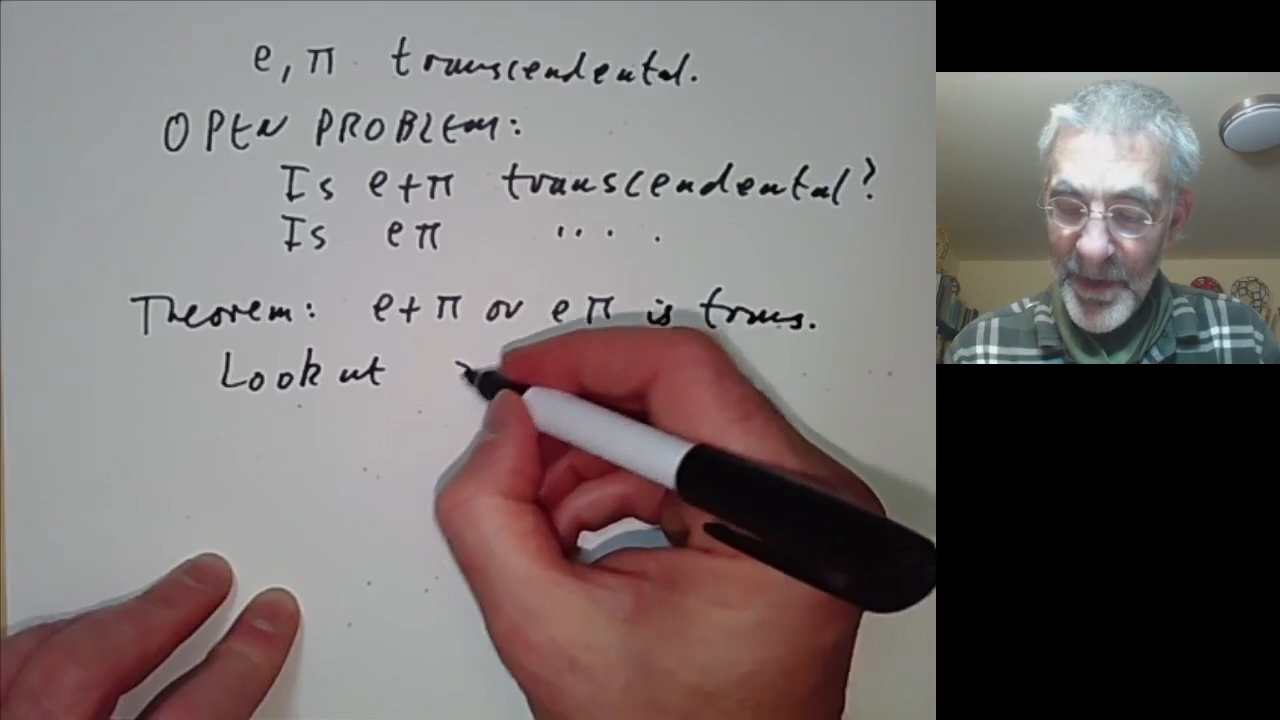 e, π transcendental.
OPEN PROBLEM:
Is e+π transcendental?
Is eπ ....
Theorem: e+π or eπ is trans.
Look at